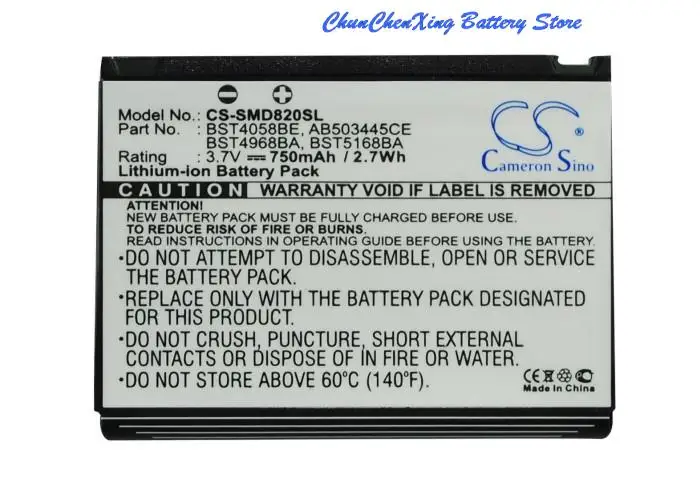 ChunChenXing Battery Store
Model No.: CS-SMD820SL
Part No. : BST4058BE, AB503445CE
BST4968BA, BST5168BA
Rating: 3.7V 750mAh / 2.7Wh
Lithium-ion Battery Pack
CS
Cameron Sino
CAUTION WARRANTY VOID IF LABEL IS REMOVED
ATTENTION:
NEW BATTERY PACK MUST BE FULLY CHARGED BEFORE USE.
TO REDUCE RISK OF FIRE OR BURNS.
READ INSTRUCTIONS IN OPERATING GUIDE BEFORE BATTERY USE.
•DO NOT ATTEMPT TO DISASSEMBLE, OPEN OR SERVICE
THE BATTERY PACK.
•REPLACE ONLY WITH THE BATTERY PACK DESIGNATED
FOR THIS PRODUCT.
•DO NOT CRUSH, PUNCTURE, SHORT EXTERNAL
CONTACTS OR DISPOSE OF IN FIRE OR WATER.
•DO NOT STORE ABOVE 60°C (140°F)
CE
MADE IN CHINA